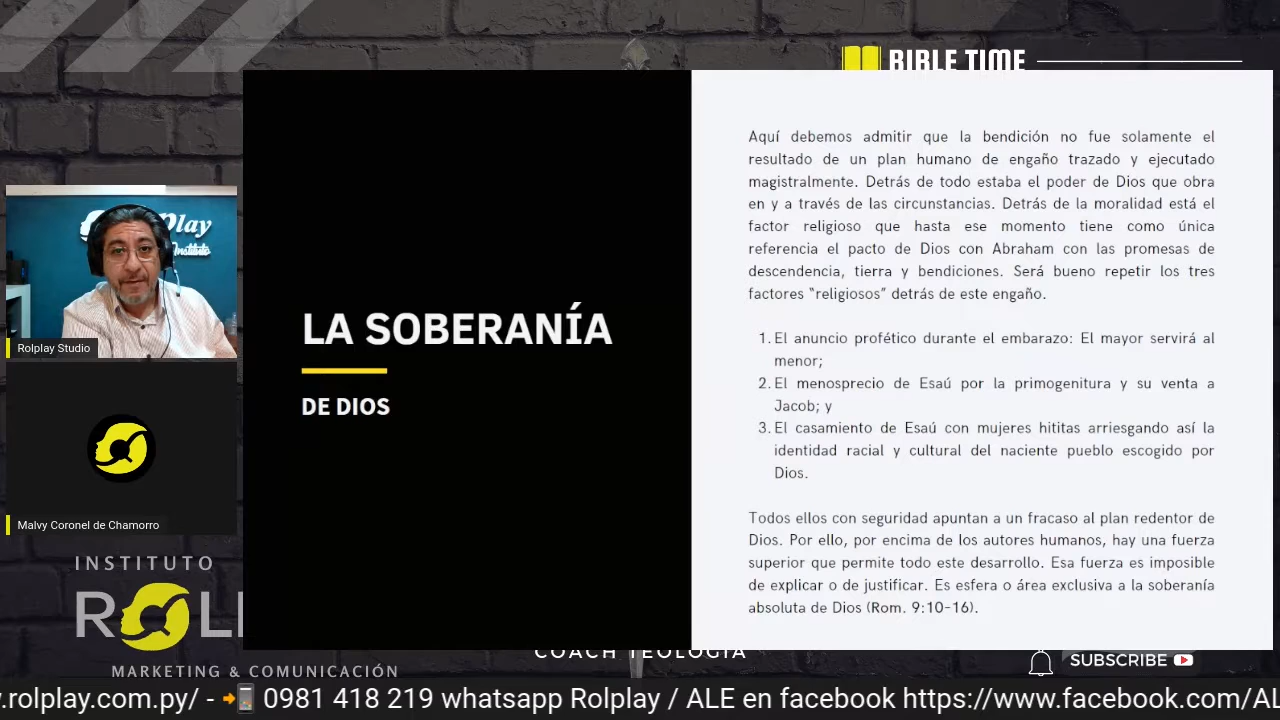 BIBLE TIME
Play
Institute
Rolplay Studio
Malvy Coronel de Chamorro
INSTITUTO
ROL
MARKETING & COMUNICACIÓN
LA SOBERANÍA
DE DIOS
Aquí debemos admitir que la bendición no fue solamente el
resultado de un plan humano de engaño trazado y ejecutado
magistralmente. Detrás de todo estaba el poder de Dios que obra
en y a través de las circunstancias. Detrás de la moralidad está el
factor religioso que hasta ese momento tiene como única
referencia el pacto de Dios con Abraham con las promesas de
descendencia, tierra y bendiciones. Será bueno repetir los tres
factores “religiosos” detrás de este engaño.
1. El anuncio profético durante el embarazo: El mayor servirá al
menor;
2. El menosprecio de Esaú por la primogenitura y su venta a
Jacob; y
3. El casamiento de Esaú con mujeres hititas arriesgando así la
identidad racial y cultural del naciente pueblo escogido por
Dios.
Todos ellos con seguridad apuntan a un fracaso al plan redentor de
Dios. Por ello, por encima de los autores humanos, hay una fuerza
superior que permite todo este desarrollo. Esa fuerza es imposible
de explicar o de justificar. Es esfera o área exclusiva a la soberanía
absoluta de Dios (Rom. 9:10-16).
COACH TEOLOGIA
SUBSCRIBE
.rolplay.com.py/ - 0981 418 219 whatsapp Rolplay / ALE en facebook https://www.facebook.com/AL